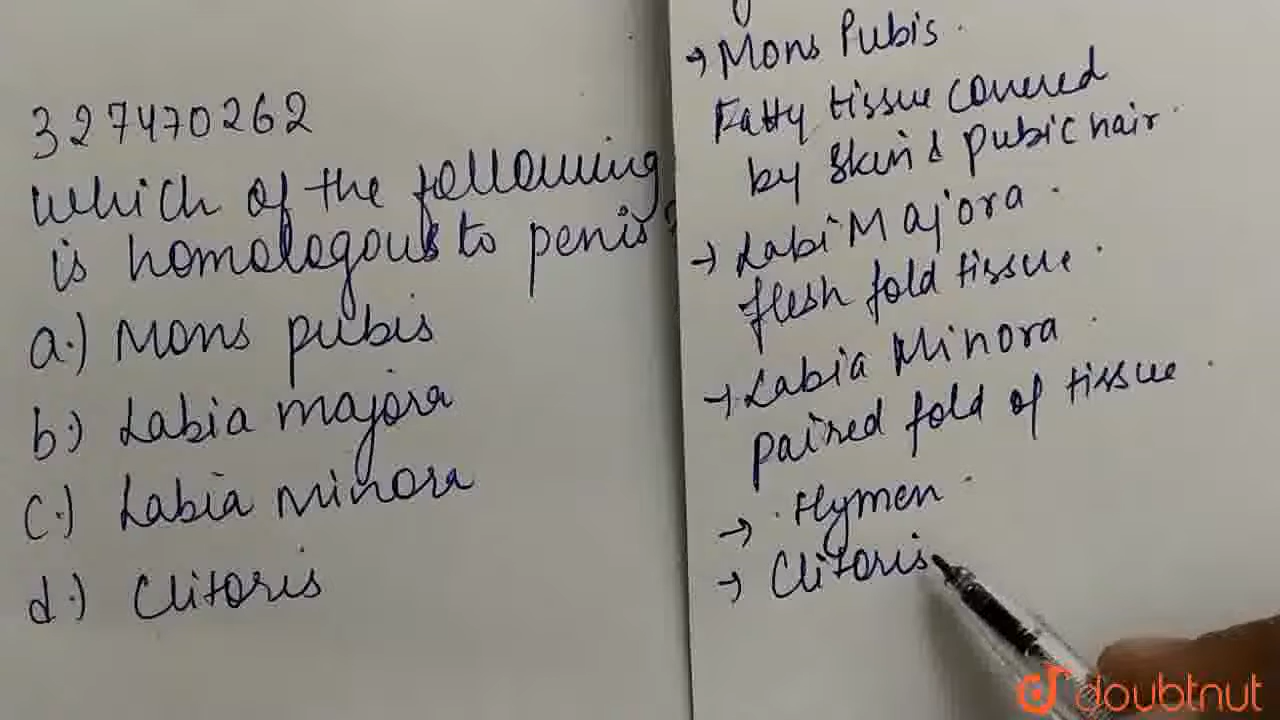 327470262
which of the following
is homologous to penis?
a.) Mons pubis
b.) Labia majora
c.) Labia minora
d.) Clitoris
→ Mons Pubis.
Fatty tissue covered
by skin & pubic hair.
→ Labi Majora.
flesh fold tissue.
→ Labia Minora.
paired fold of tissue.
→ Hymen.
→ Clitoris
doubtnut